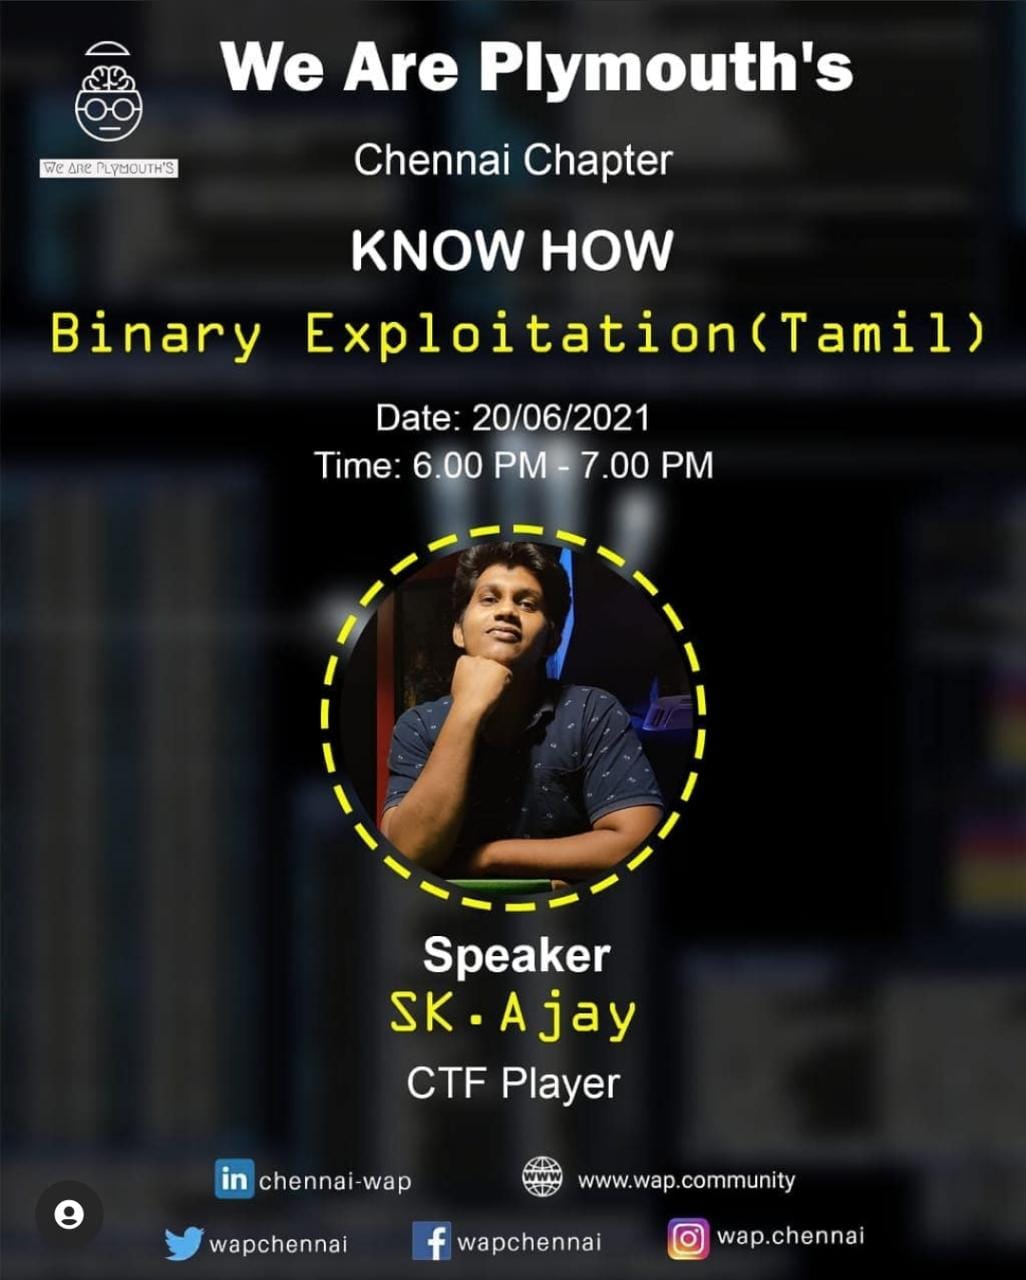 We Are Plymouth's
We Are PLYMOUTH'S
Chennai Chapter
KNOW HOW
Binary Exploitation(Tamil)
Date: 20/06/2021
Time: 6.00 PM - 7.00 PM
Speaker
SK.Ajay
CTF Player
in chennai-wap
www www.wap.community
wapchennai
f wapchennai
wap.chennai